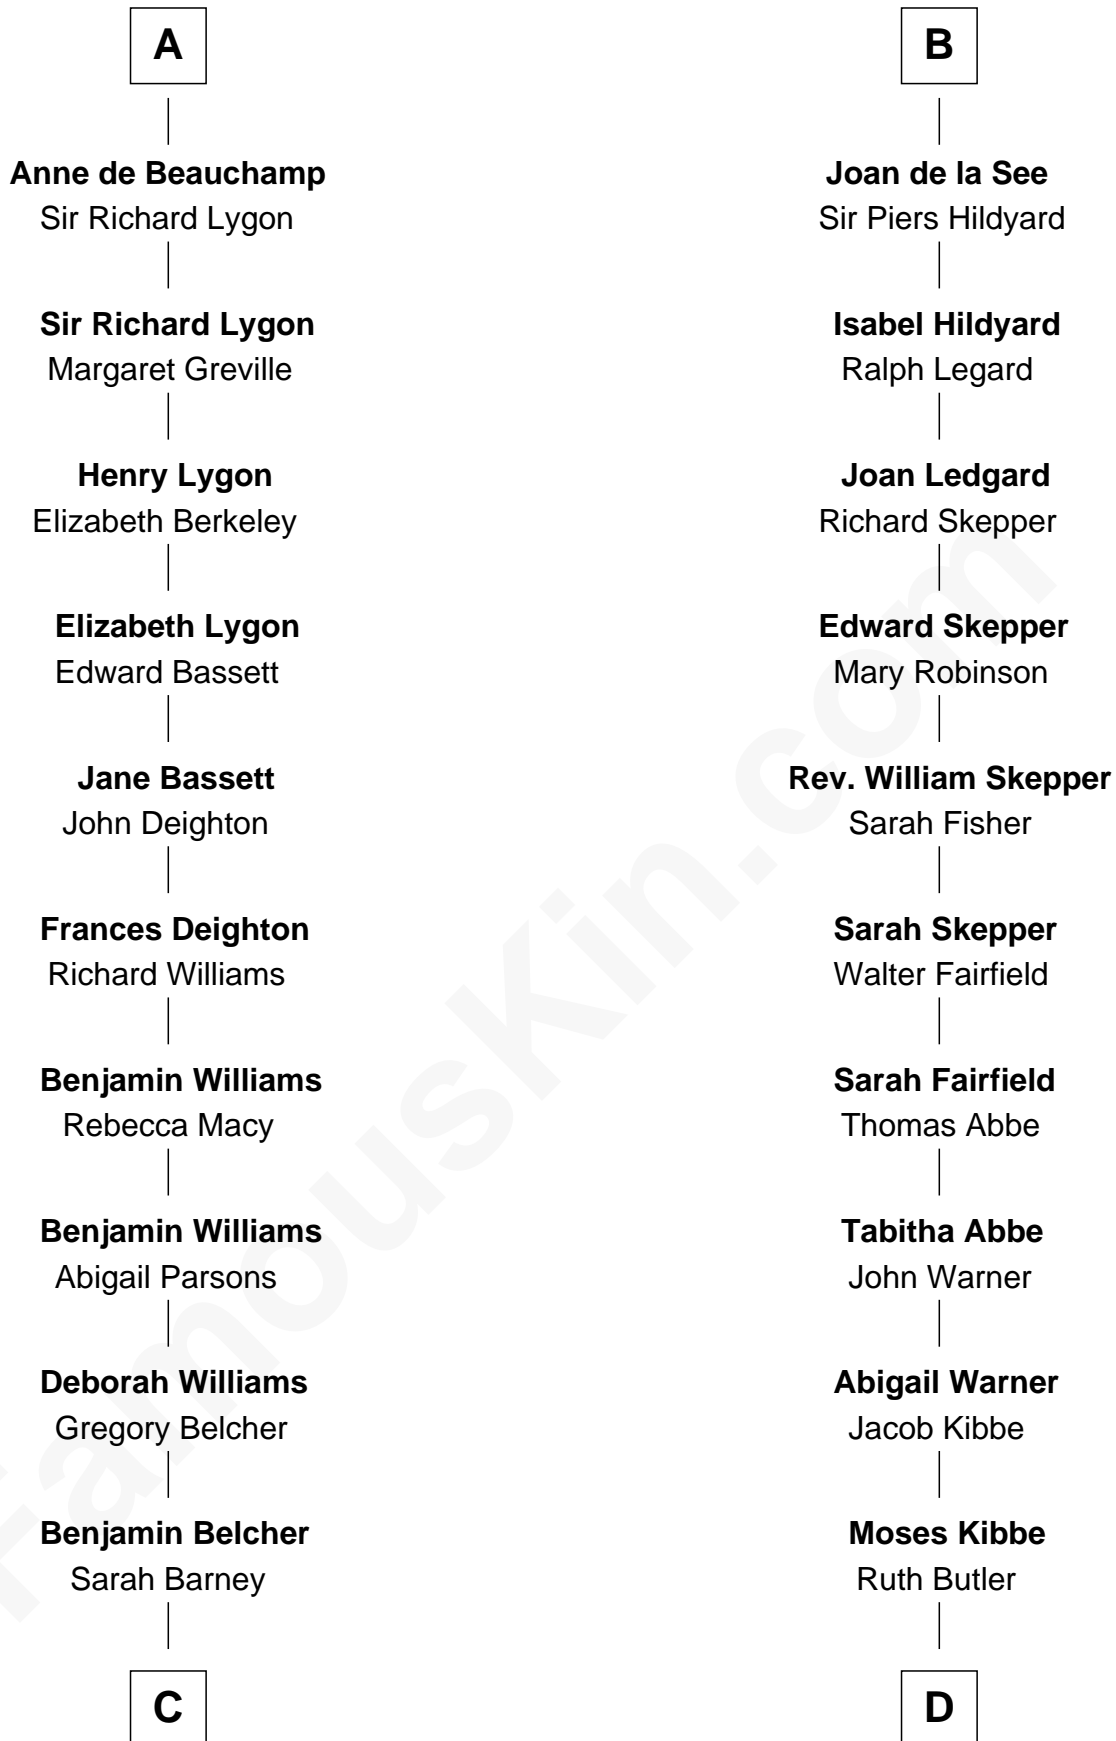 A
Anne de Beauchamp
Sir Richard Lygon
Sir Richard Lygon
Margaret Greville
Henry Lygon
Elizabeth Berkeley
Elizabeth Lygon
Edward Bassett
Jane Bassett
John Deighton
Frances Deighton
Richard Williams
Benjamin Williams
Rebecca Macy
Benjamin Williams
Abigail Parsons
Deborah Williams
Gregory Belcher
Benjamin Belcher
Sarah Barney
C
B
Joan de la See
Sir Piers Hildyard
Isabel Hildyard
Ralph Legard
Joan Ledgard
Richard Skepper
Edward Skepper
Mary Robinson
Rev. William Skepper
Sarah Fisher
Sarah Skepper
Walter Fairfield
Sarah Fairfield
Thomas Abbe
Tabitha Abbe
John Warner
Abigail Warner
Jacob Kibbe
Moses Kibbe
Ruth Butler
D
FamousKin.com